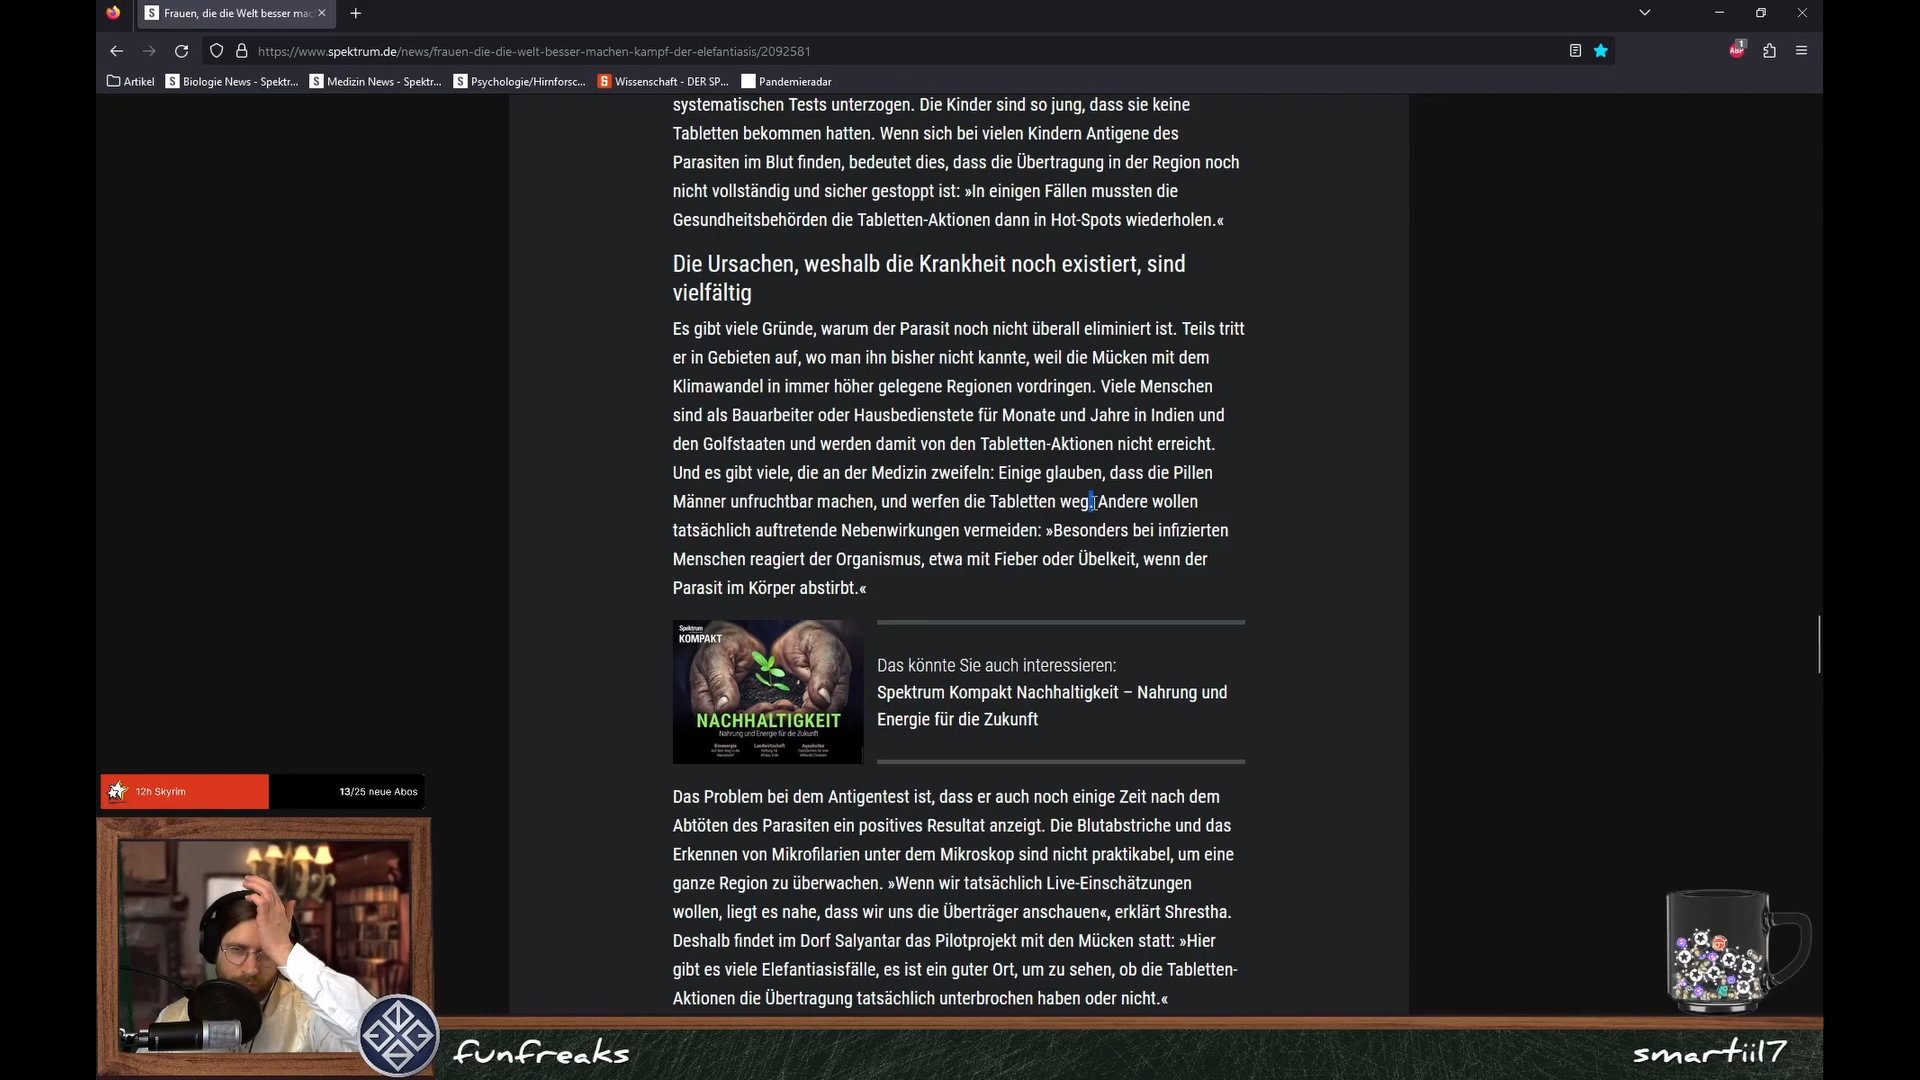 Frauen, die die Welt besser mac
https://www.spektrum.de/news/frauen-die-die-welt-besser-machen-kampf-der-elefantiasis/2092581
ABP
1
Artikel
Biologie News - Spektr...
Medizin News - Spektr...
Psychologie/Hirnforsc...
Wissenschaft - DER SP...
Pandemieradar
systematischen Tests unterzogen. Die Kinder sind so jung, dass sie keine
Tabletten bekommen hatten. Wenn sich bei vielen Kindern Antigene des
Parasiten im Blut finden, bedeutet dies, dass die Übertragung in der Region noch
nicht vollständig und sicher gestoppt ist: »In einigen Fällen mussten die
Gesundheitsbehörden die Tabletten-Aktionen dann in Hot-Spots wiederholen.«
Die Ursachen, weshalb die Krankheit noch existiert, sind
vielfältig
Es gibt viele Gründe, warum der Parasit noch nicht überall eliminiert ist. Teils tritt
er in Gebieten auf, wo man ihn bisher nicht kannte, weil die Mücken mit dem
Klimawandel in immer höher gelegene Regionen vordringen. Viele Menschen
sind als Bauarbeiter oder Hausbedienstete für Monate und Jahre in Indien und
den Golfstaaten und werden damit von den Tabletten-Aktionen nicht erreicht.
Und es gibt viele, die an der Medizin zweifeln: Einige glauben, dass die Pillen
Männer unfruchtbar machen, und werfen die Tabletten weg. Andere wollen
tatsächlich auftretende Nebenwirkungen vermeiden: »Besonders bei infizierten
Menschen reagiert der Organismus, etwa mit Fieber oder Übelkeit, wenn der
Parasit im Körper abstirbt.«
Spektrum
KOMPAKT
NACHHALTIGKEIT
Nahrung und Energie für die Zukunft
Bioenergie
Landwirtschaft
Aquakultur
Das könnte Sie auch interessieren:
Spektrum Kompakt Nachhaltigkeit – Nahrung und
Energie für die Zukunft
Das Problem bei dem Antigentest ist, dass er auch noch einige Zeit nach dem
Abtöten des Parasiten ein positives Resultat anzeigt. Die Blutabstriche und das
Erkennen von Mikrofilarien unter dem Mikroskop sind nicht praktikabel, um eine
ganze Region zu überwachen. »Wenn wir tatsächlich Live-Einschätzungen
wollen, liegt es nahe, dass wir uns die Überträger anschauen«, erklärt Shrestha.
Deshalb findet im Dorf Salyantar das Pilotprojekt mit den Mücken statt: »Hier
gibt es viele Elefantiasisfälle, es ist ein guter Ort, um zu sehen, ob die Tabletten-
Aktionen die Übertragung tatsächlich unterbrochen haben oder nicht.«
12h Skyrim
13/25 neue Abos
funfreaks
smartiil7